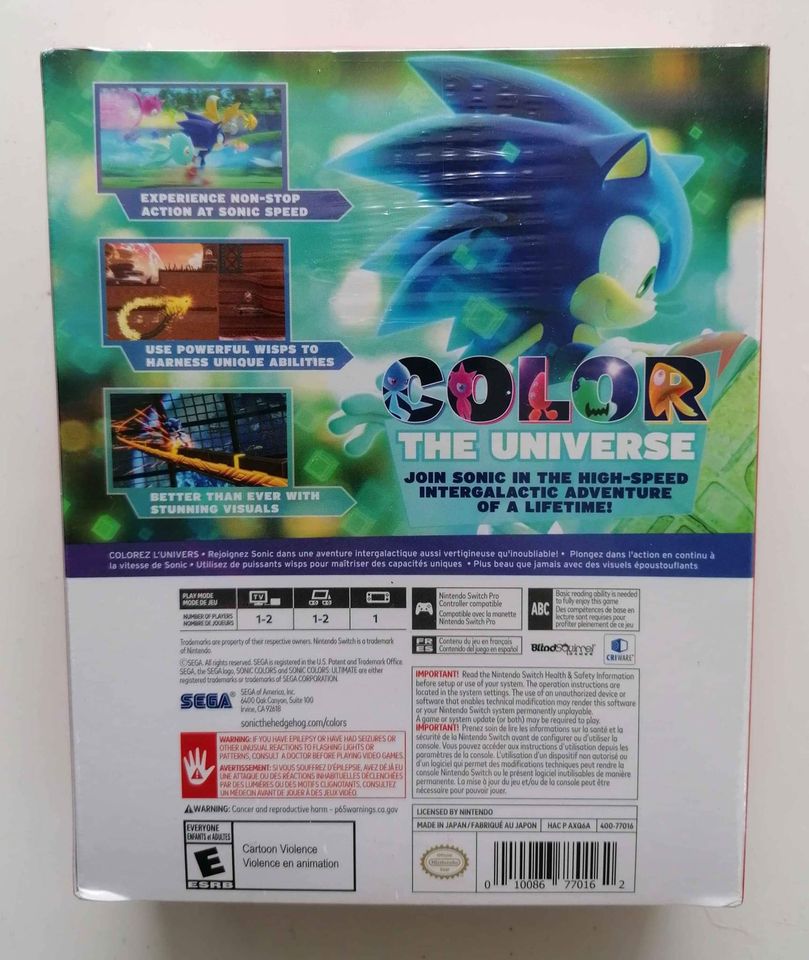 EXPERIENCE NON-STOP
ACTION AT SONIC SPEED
USE POWERFUL WISPS TO
HARNESS UNIQUE ABILITIES
BETTER THAN EVER WITH
STUNNING VISUALS
COLOR
THE UNIVERSE
JOIN SONIC IN THE HIGH-SPEED
INTERGALACTIC ADVENTURE
OF A LIFETIME!
COLOREZ L'UNIVERS • Rejoignez Sonic dans une aventure intergalactique aussi vertigineuse qu'inoubliable! • Plongez dans l'action en continu à
la vitesse de Sonic • Utilisez de puissants wisps pour maîtriser des capacités uniques • Plus beau que jamais avec des visuels époustouflants
PLAY MODE
MODE DE JEU
TV
NUMBER OF PLAYERS
NOMBRE DE JOUEURS
1-2
1-2
1
Nintendo Switch Pro
Controller compatible
Compatible avec la manette
Nintendo Switch Pro
ABC
Basic reading ability is needed
to fully enjoy this game
Des compétences de base en
lecture sont requises pour
profiter pleinement de ce jeu
Trademarks are property of their respective owners. Nintendo Switch is a trademark
of Nintendo.
FR
ES
Contenu du jeu en français
Contenido del juego en español
BlindSquirrel
GAMES
CRIWARE
©SEGA. All rights reserved. SEGA is registered in the U.S. Patent and Trademark Office.
SEGA, the SEGA logo, SONIC COLORS and SONIC COLORS: ULTIMATE are either
registered trademarks or trademarks of SEGA CORPORATION.
SEGA®
SEGA of America, Inc.
6400 Oak Canyon, Suite 100
Irvine, CA 92618
sonicthehedgehog.com/colors
IMPORTANT! Read the Nintendo Switch Health & Safety Information
before setup or use of your system. The operation instructions are
located in the system settings. The use of an unauthorized device or
software that enables technical modification may render this software
or your Nintendo Switch system permanently unplayable.
A game or system update (or both) may be required to play.
IMPORTANT! Prenez soin de lire les informations sur la santé et la
sécurité de la Nintendo Switch avant de configurer ou d'utiliser la
console. Vous pouvez accéder aux instructions d'utilisation depuis les
paramètres de la console. L'utilisation d'un dispositif non autorisé ou
d'un logiciel qui permet des modifications techniques peut rendre la
console Nintendo Switch ou le présent logiciel inutilisables de manière
permanente. La mise à jour du jeu et/ou de la console peut être
nécessaire pour pouvoir jouer.
WARNING: IF YOU HAVE EPILEPSY OR HAVE HAD SEIZURES OR
OTHER UNUSUAL REACTIONS TO FLASHING LIGHTS OR
PATTERNS, CONSULT A DOCTOR BEFORE PLAYING VIDEO GAMES.
AVERTISSEMENT: SI VOUS SOUFFREZ D'ÉPILEPSIE, AVEZ DÉJÀ EU
UNE ATTAQUE OU DES RÉACTIONS INHABITUELLES DÉCLENCHÉES
PAR DES LUMIÈRES OU DES MOTIFS CLIGNOTANTS, CONSULTEZ
UN MÉDECIN AVANT DE JOUER À DES JEUX VIDÉO.
WARNING: Cancer and reproductive harm – p65warnings.ca.gov
LICENSED BY NINTENDO
MADE IN JAPAN/FABRIQUÉ AU JAPON
HAC P AXQ6A
400-77016
EVERYONE
ENFANTS et ADULTES
E
ESRB
Cartoon Violence
Violence en animation
Official
Nintendo
Seal
0 10086 77016 2